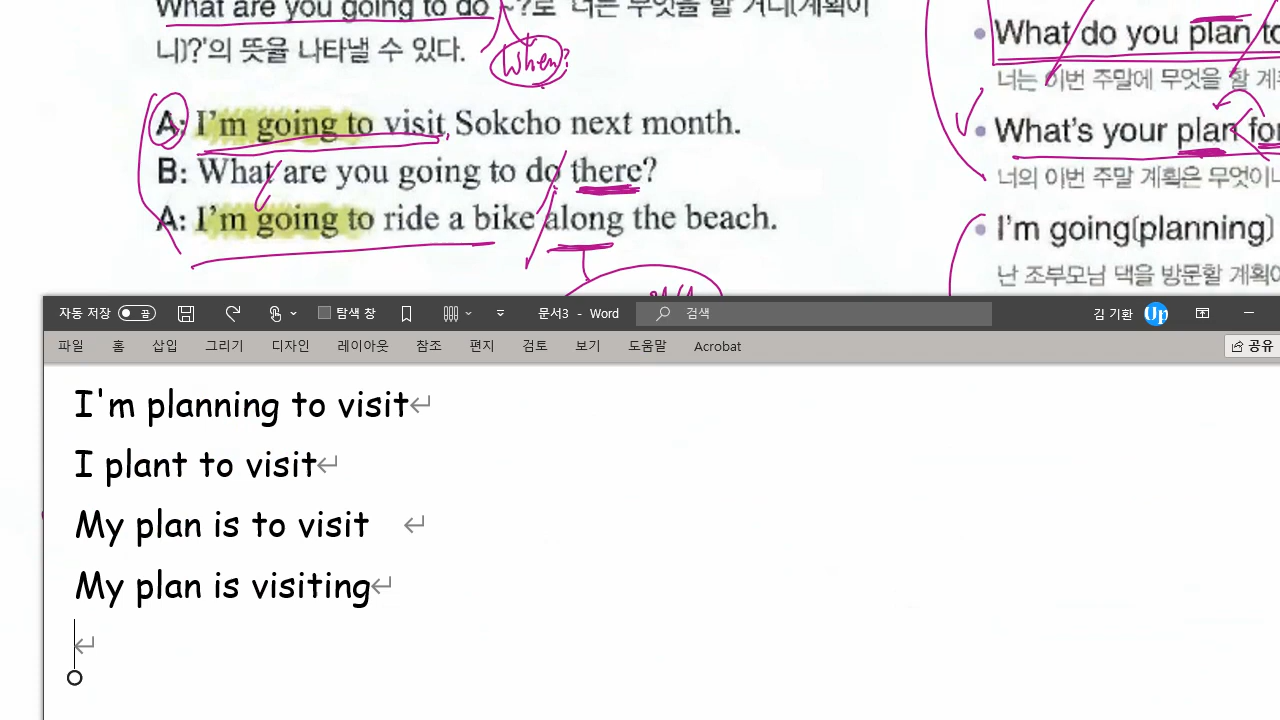 What are you going to do ~?로 '너는 무엇을 할 거니(계획이
니)?'의 뜻을 나타낼 수 있다.
When?
A: I'm going to visit Sokcho next month.
B: What are you going to do there?
A: I'm going to ride a bike along the beach.
What do you plan to
너는 이번 주말에 무엇을 할 계획
What's your plan for
너의 이번 주말 계획은 무엇이니
I'm going(planning)
난 조부모님 댁을 방문할 계획이
자동 저장 끔 탐색 창 문서3 - Word 검색 김 기환 Up
파일 홈 삽입 그리기 디자인 레이아웃 참조 편지 검토 보기 도움말 Acrobat 공유
I'm planning to visit
I plant to visit
My plan is to visit
My plan is visiting